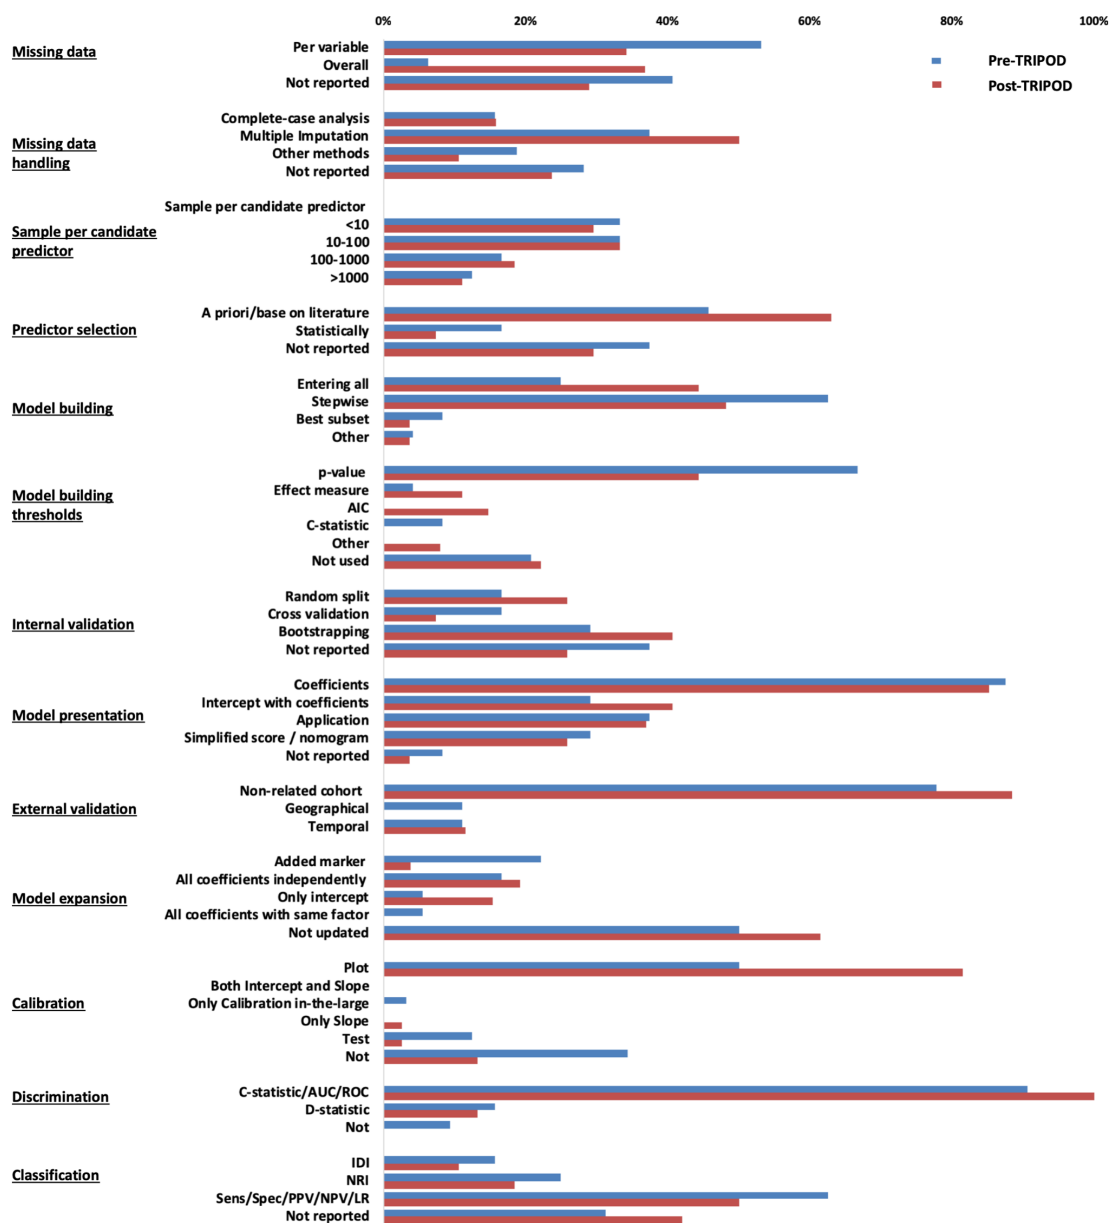 0% 20% 40% 60% 80% 100%
Missing data
Per variable
Overall
Not reported
Pre-TRIPOD
Post-TRIPOD
Missing data
handling
Complete-case analysis
Multiple Imputation
Other methods
Not reported
Sample per candidate
predictor
Sample per candidate predictor
<10
10-100
100-1000
>1000
Predictor selection
A priori/base on literature
Statistically
Not reported
Model building
Entering all
Stepwise
Best subset
Other
Model building
thresholds
p-value
Effect measure
AIC
C-statistic
Other
Not used
Internal validation
Random split
Cross validation
Bootstrapping
Not reported
Model presentation
Coefficients
Intercept with coefficients
Application
Simplified score / nomogram
Not reported
External validation
Non-related cohort
Geographical
Temporal
Model expansion
Added marker
All coefficients independently
Only intercept
All coefficients with same factor
Not updated
Calibration
Plot
Both Intercept and Slope
Only Calibration in-the-large
Only Slope
Test
Not
Discrimination
C-statistic/AUC/ROC
D-statistic
Not
Classification
IDI
NRI
Sens/Spec/PPV/NPV/LR
Not reported